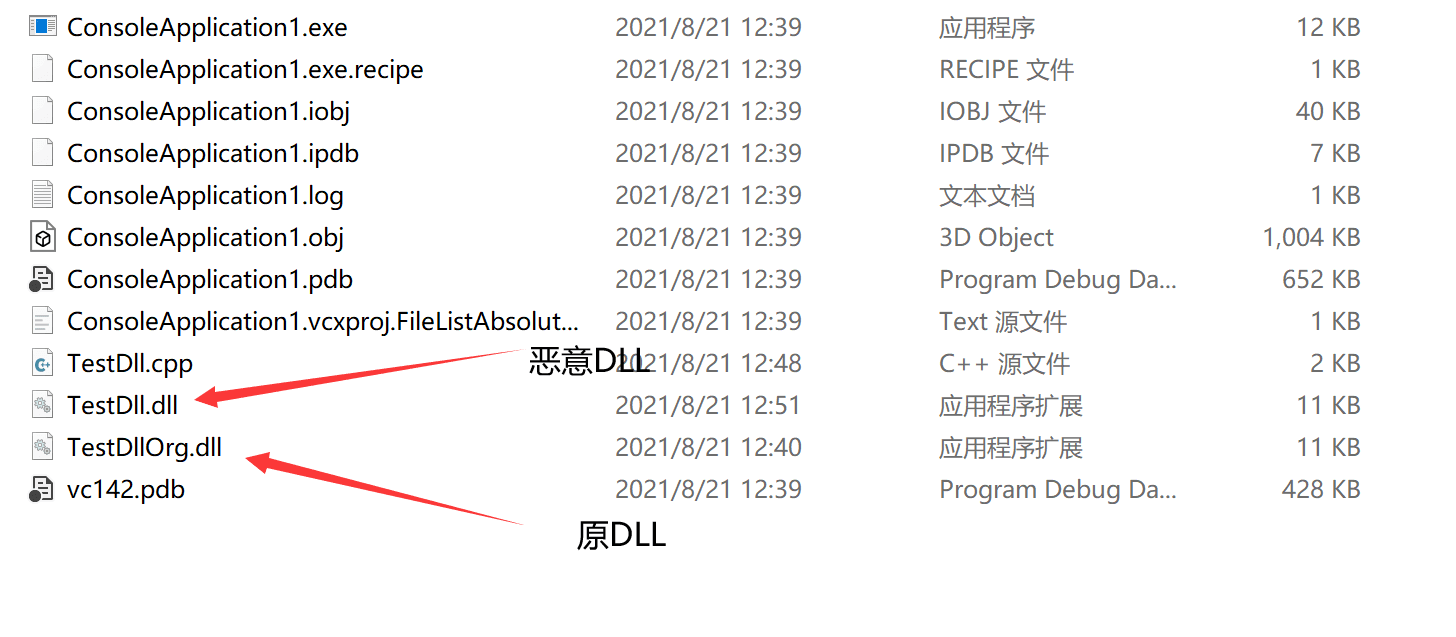 ConsoleApplication1.exe 2021/8/21 12:39 应用程序 12 KB
ConsoleApplication1.exe.recipe 2021/8/21 12:39 RECIPE 文件 1 KB
ConsoleApplication1.iobj 2021/8/21 12:39 IOBJ 文件 40 KB
ConsoleApplication1.ipdb 2021/8/21 12:39 IPDB 文件 7 KB
ConsoleApplication1.log 2021/8/21 12:39 文本文档 1 KB
ConsoleApplication1.obj 2021/8/21 12:39 3D Object 1,004 KB
ConsoleApplication1.pdb 2021/8/21 12:39 Program Debug Da... 652 KB
ConsoleApplication1.vcxproj.FileListAbsolut... 2021/8/21 12:39 Text 源文件 1 KB
TestDll.cpp 2021/8/21 12:48 C++ 源文件 2 KB
恶意DLL
TestDll.dll 2021/8/21 12:51 应用程序扩展 11 KB
TestDllOrg.dll 2021/8/21 12:40 应用程序扩展 11 KB
vc142.pdb 2021/8/21 12:39 Program Debug Da... 428 KB
原DLL